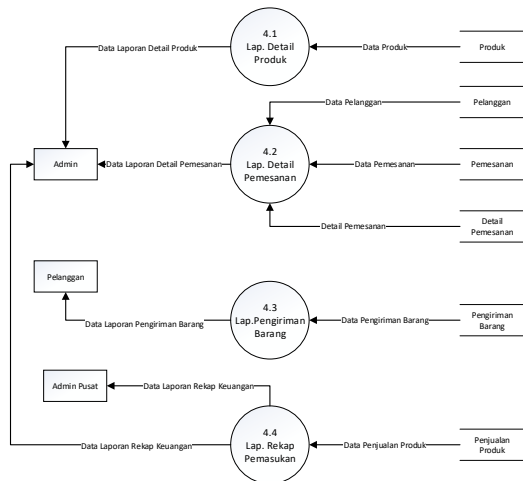 4.1
Lap. Detail
Produk
Data Laporan Detail Produk
Data Produk
Produk
Data Pelanggan
Pelanggan
4.2
Lap. Detail
Pemesanan
Admin
Data Laporan Detail Pemesanan
Data Pemesanan
Pemesanan
Detail Pemesanan
Detail
Pemesanan
Pelanggan
4.3
Lap.Pengiriman
Barang
Data Laporan Pengiriman Barang
Data Pengiriman Barang
Pengiriman
Barang
Admin Pusat
Data Laporan Rekap Keuangan
4.4
Lap. Rekap
Pemasukan
Data Laporan Rekap Keuangan
Data Penjualan Produk
Penjualan
Produk